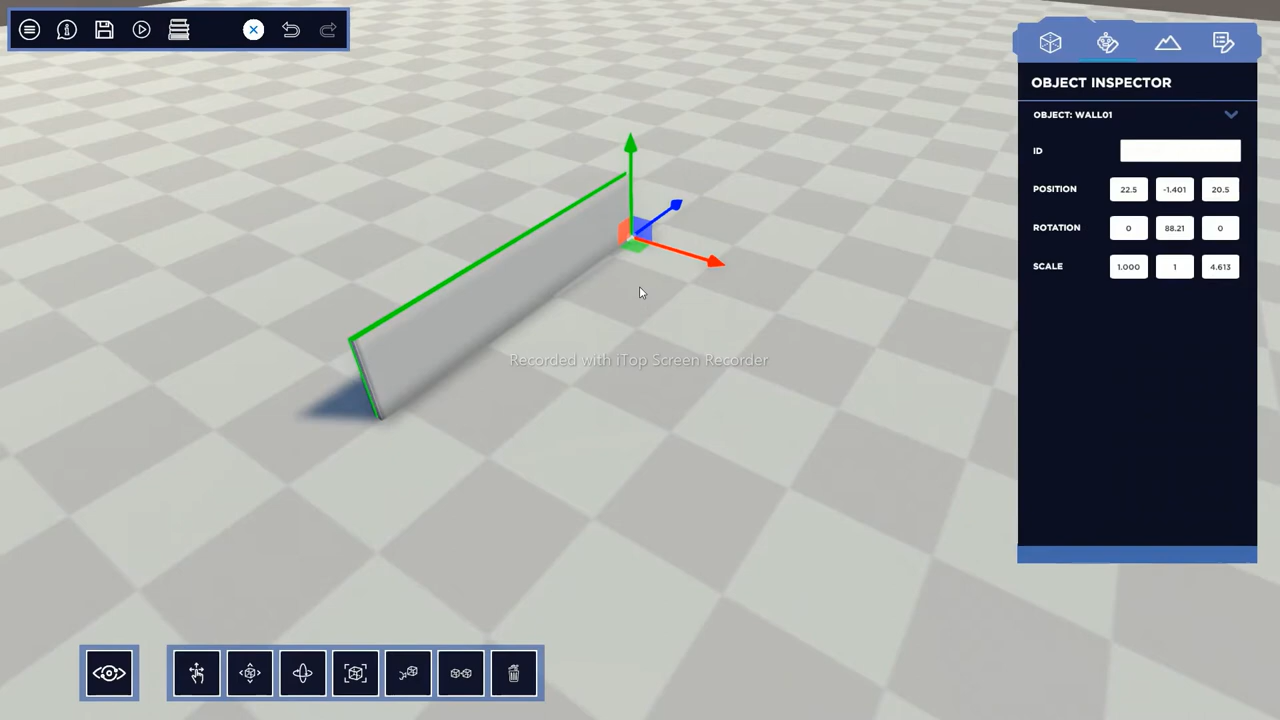 OBJECT INSPECTOR
OBJECT: WALL01
ID
POSITION 22.5 -1.401 20.5
ROTATION 0 88.21 0
SCALE 1.000 1 4.613
Recorded with iTop Screen Recorder